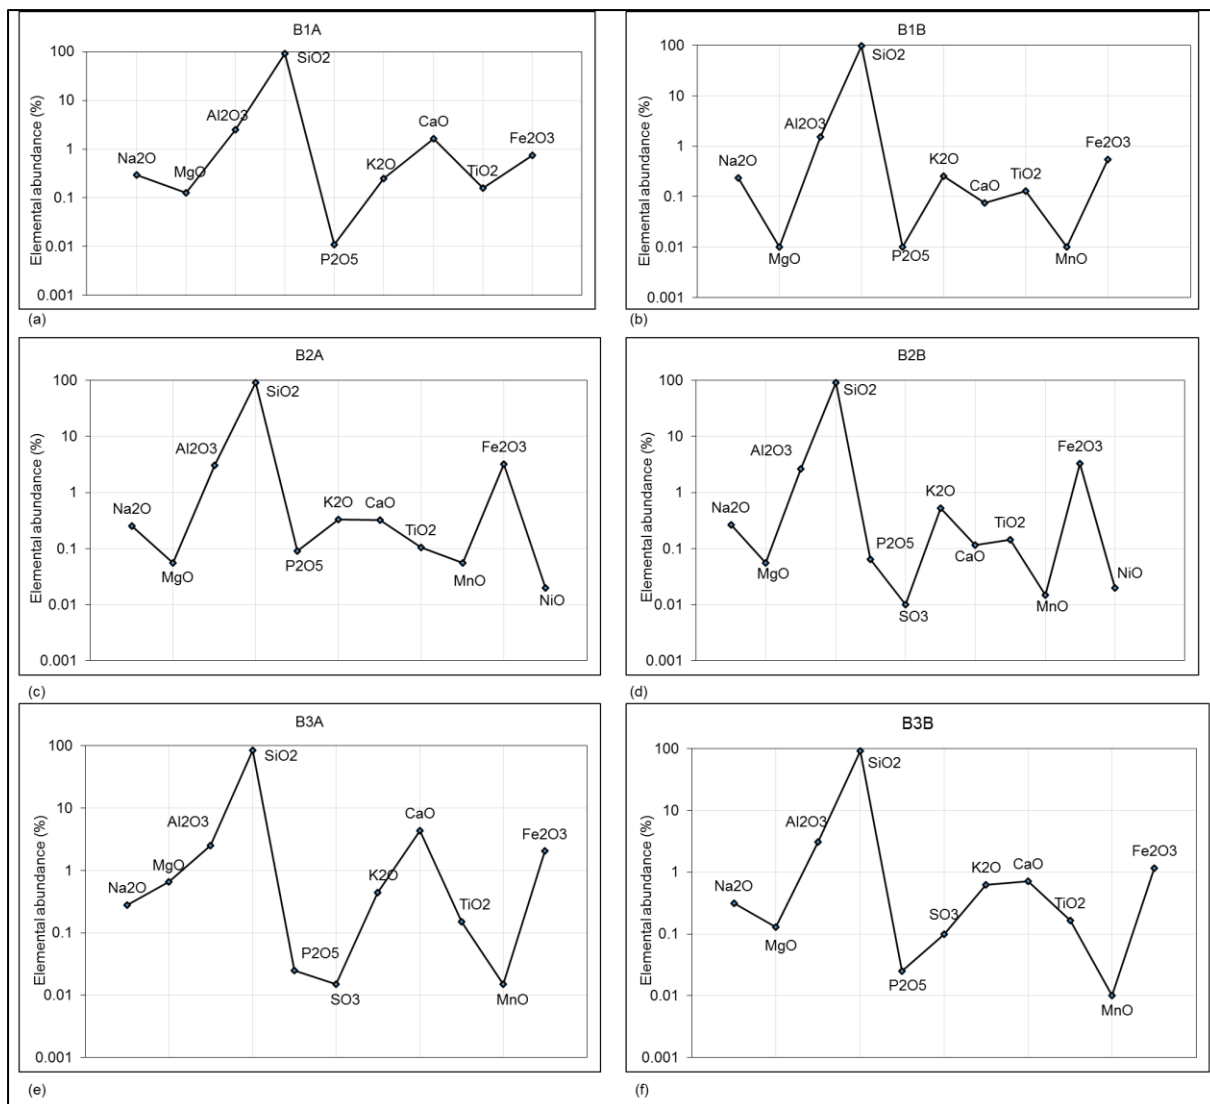 B1A
Elemental abundance (%)
100
10
1
0.1
0.01
0.001
Na2O
MgO
Al2O3
SiO2
P2O5
K2O
CaO
TiO2
Fe2O3
(a)
B1B
Elemental abundance (%)
100
10
1
0.1
0.01
0.001
Na2O
MgO
Al2O3
SiO2
P2O5
K2O
CaO
TiO2
MnO
Fe2O3
(b)
B2A
Elemental abundance (%)
100
10
1
0.1
0.01
0.001
Na2O
MgO
Al2O3
SiO2
P2O5
K2O
CaO
TiO2
MnO
Fe2O3
NiO
(c)
B2B
Elemental abundance (%)
100
10
1
0.1
0.01
0.001
Na2O
MgO
Al2O3
SiO2
P2O5
SO3
K2O
CaO
TiO2
MnO
Fe2O3
NiO
(d)
B3A
Elemental abundance (%)
100
10
1
0.1
0.01
0.001
Na2O
MgO
Al2O3
SiO2
P2O5
SO3
K2O
CaO
TiO2
MnO
Fe2O3
(e)
B3B
Elemental abundance (%)
100
10
1
0.1
0.01
0.001
Na2O
MgO
Al2O3
SiO2
P2O5
SO3
K2O
CaO
TiO2
MnO
Fe2O3
(f)